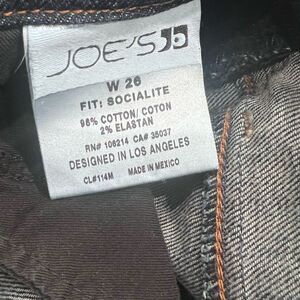 JOE'S
W 26
FIT: SOCIALITE
98% COTTON/ COTON
2% ELASTAN
RN# 106214 CA# 35037
DESIGNED IN LOS ANGELES
CL#114M MADE IN MEXICO